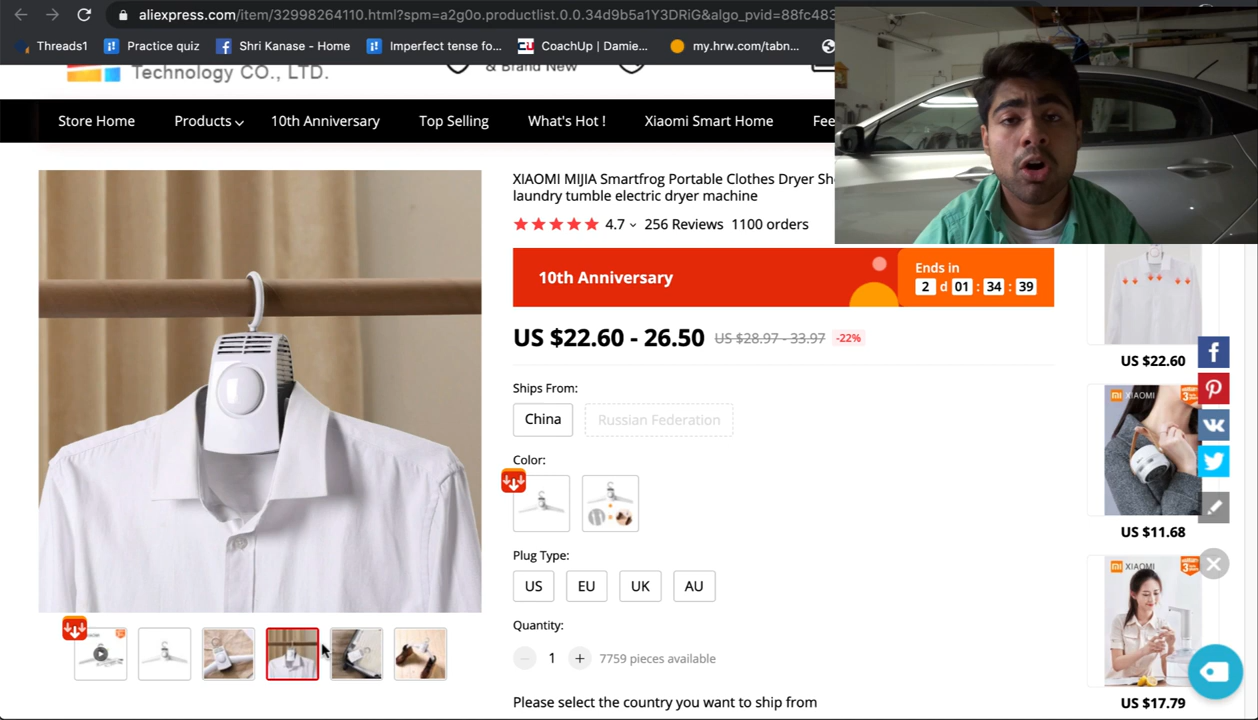 aliexpress.com/item/32998264110.html?spm=a2g0o.productlist.0.0.34d9b5a1Y3DRiG&algo_pvid=88fc483
Threads1 Practice quiz Shri Kanase - Home Imperfect tense fo... CoachUp | Damie... my.hrw.com/tabn...
Technology CO., LTD. & Brand New
Store Home Products 10th Anniversary Top Selling What's Hot ! Xiaomi Smart Home Fee
XIAOMI MIJIA Smartfrog Portable Clothes Dryer Sh
laundry tumble electric dryer machine
4.7 256 Reviews 1100 orders
10th Anniversary
Ends in
2 d 01 : 34 : 39
US $22.60 - 26.50 US $28.97 - 33.97 -22%
US $22.60
Ships From:
China Russian Federation
Color:
XIAOMI
US $11.68
Plug Type:
US EU UK AU
XIAOMI
Quantity:
- 1 + 7759 pieces available
Please select the country you want to ship from
US $17.79